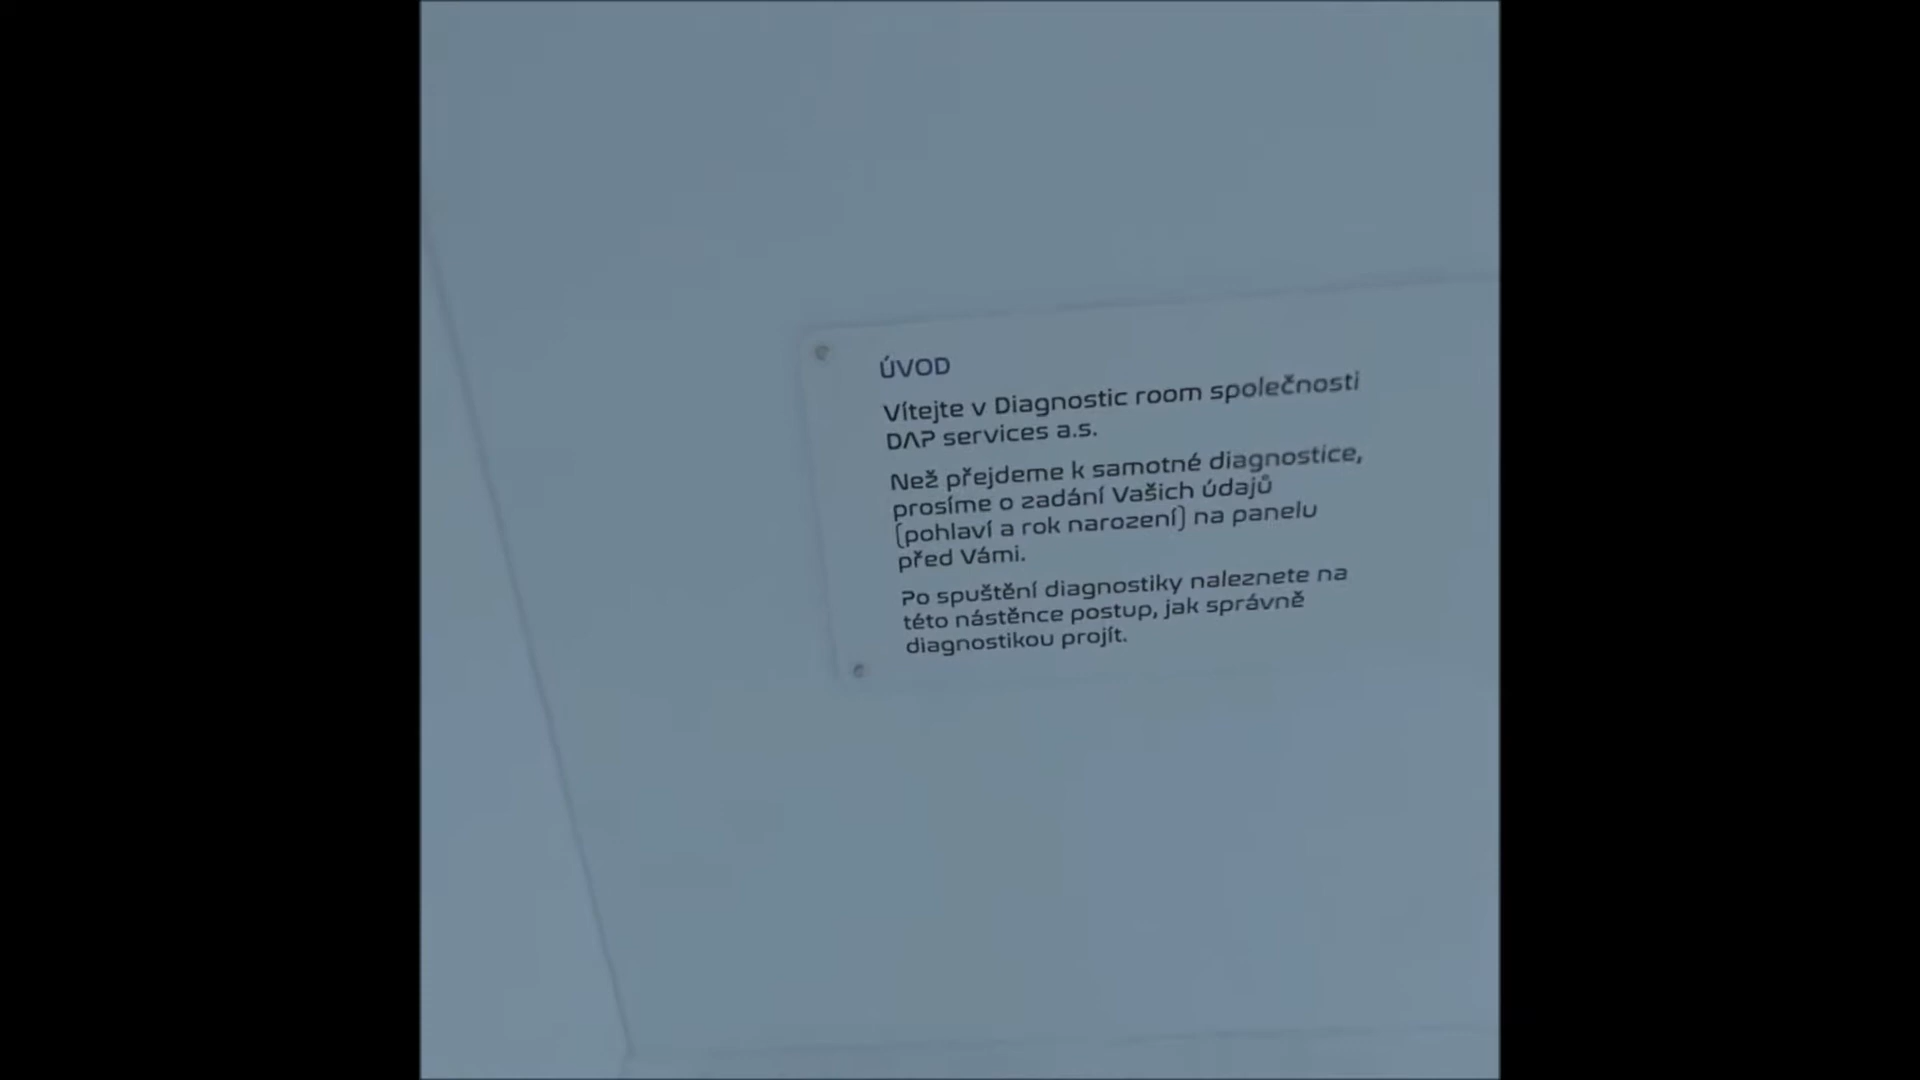 ÚVOD
Vítejte v Diagnostic room společnosti
DAP services a.s.
Než přejdeme k samotné diagnostice,
prosíme o zadání Vašich údajů
(pohlaví a rok narození) na panelu
před Vámi.
Po spuštění diagnostiky naleznete na
této nástěnce postup, jak správně
diagnostikou projít.